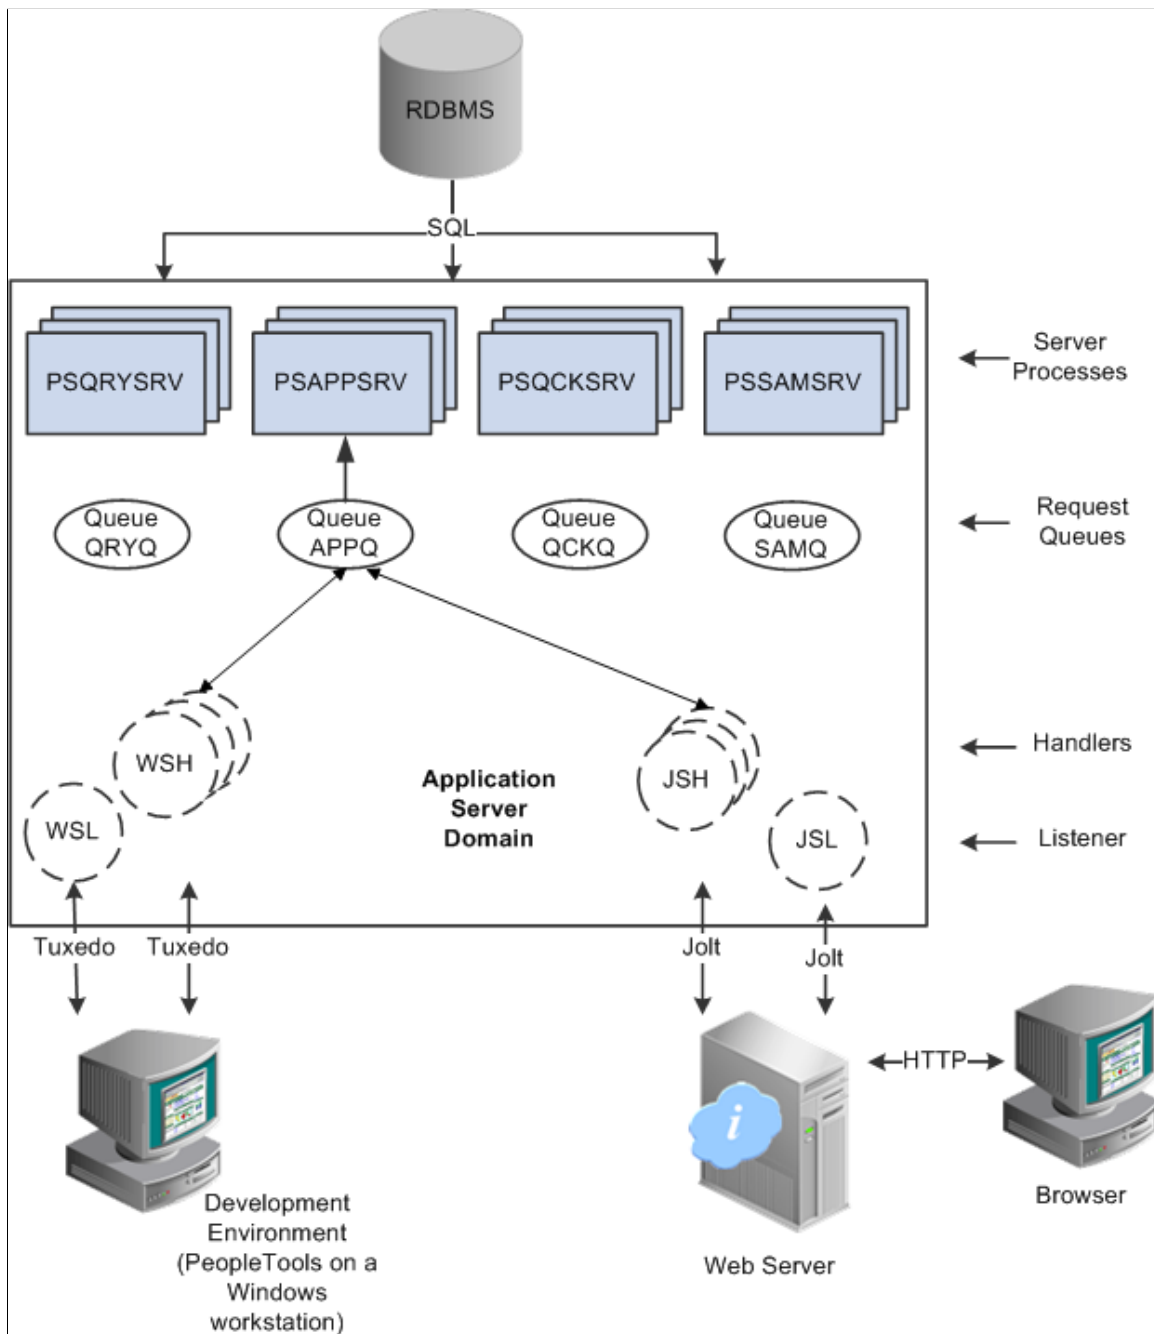 RDBMS
SQL
PSQRYSRV
PSAPPSRV
PSQCKSRV
PSSAMSRV
Server
Processes
Queue
QRYQ
Queue
APPQ
Queue
QCKQ
Queue
SAMQ
Request
Queues
WSH
JSH
Handlers
Application
Server
Domain
WSL
JSL
Listener
Tuxedo
Tuxedo
Jolt
Jolt
HTTP
i
Development
Environment
(PeopleTools on a
Windows
workstation)
Web Server
Browser